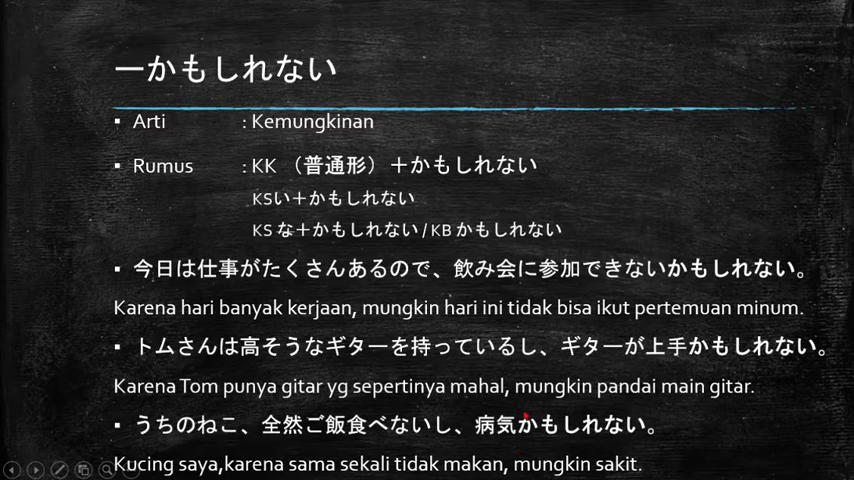 ーかもしれない
▪ Arti : Kemungkinan
▪ Rumus : KK （普通形）＋かもしれない
KSい＋かもしれない
KS な＋かもしれない / KB かもしれない
▪ 今日は仕事がたくさんあるので、飲み会に参加できないかもしれない。
Karena hari banyak kerjaan, mungkin hari ini tidak bisa ikut pertemuan minum.
▪ トムさんは高そうなギターを持っているし、ギターが上手かもしれない。
Karena Tom punya gitar yg sepertinya mahal, mungkin pandai main gitar.
▪ うちのねこ、全然ご飯食べないし、病気かもしれない。
Kucing saya,karena sama sekali tidak makan, mungkin sakit.